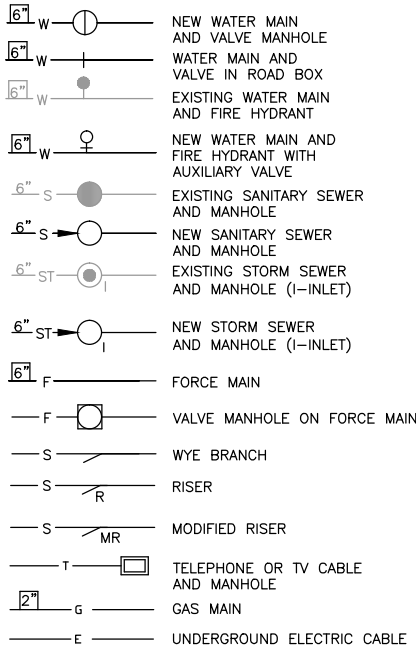 6" W NEW WATER MAIN
AND VALVE MANHOLE
6" W WATER MAIN AND
VALVE IN ROAD BOX
6" W EXISTING WATER MAIN
AND FIRE HYDRANT
6" W NEW WATER MAIN AND
FIRE HYDRANT WITH
AUXILIARY VALVE
6" S EXISTING SANITARY SEWER
AND MANHOLE
6" S NEW SANITARY SEWER
AND MANHOLE
6" ST I EXISTING STORM SEWER
AND MANHOLE (I-INLET)
6" ST I NEW STORM SEWER
AND MANHOLE (I-INLET)
6" F FORCE MAIN
F VALVE MANHOLE ON FORCE MAIN
S WYE BRANCH
S R RISER
S MR MODIFIED RISER
T TELEPHONE OR TV CABLE
AND MANHOLE
2" G GAS MAIN
E UNDERGROUND ELECTRIC CABLE